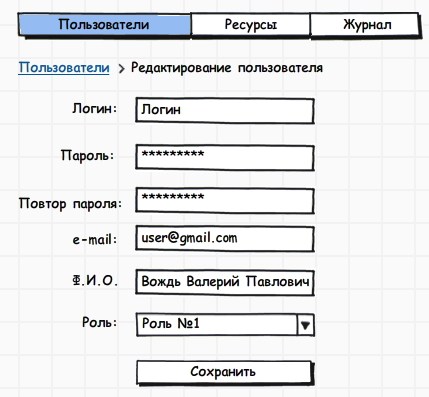 Пользователи Ресурсы Журнал
Пользователи > Редактирование пользователя
Логин: Логин
Пароль: *********
Повтор пароля: *********
e-mail: user@gmail.com
Ф.И.О. Вождь Валерий Павлович
Роль: Роль №1
Сохранить